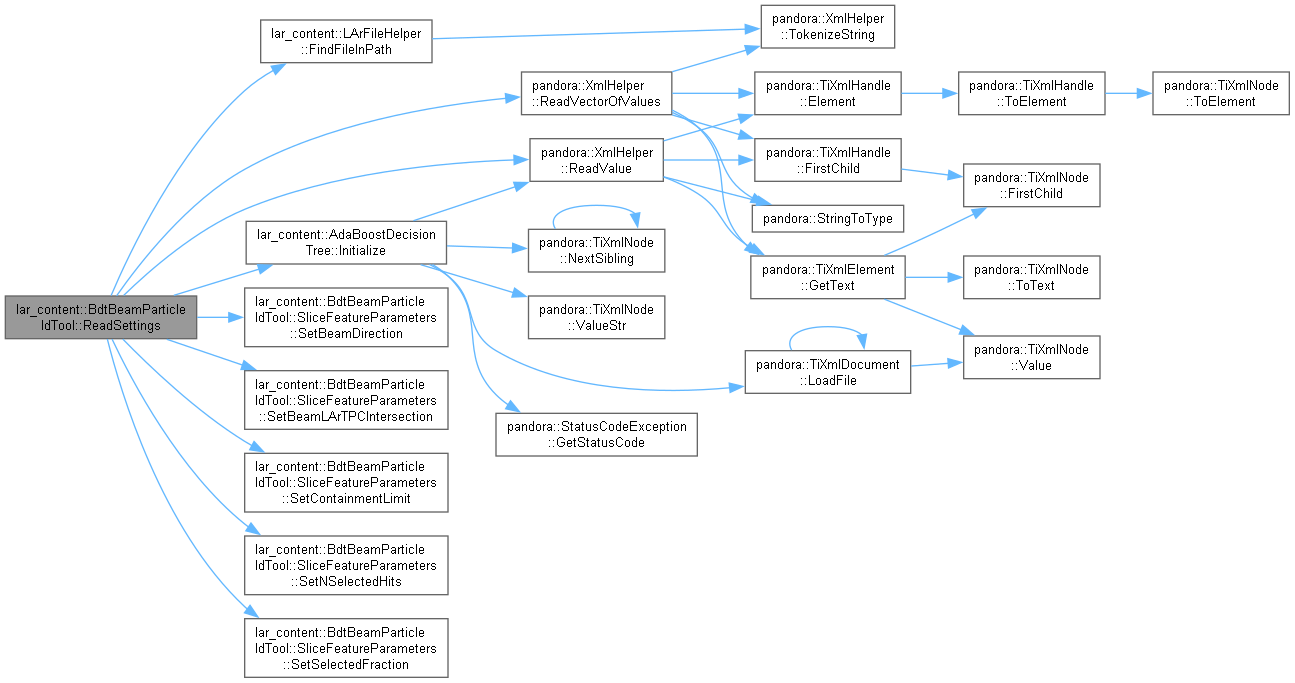 lar_content::BdtBeamParticle
IdTool::ReadSettings
lar_content::LArFileHelper
::FindFileInPath
pandora::XmlHelper
::TokenizeString
pandora::XmlHelper
::ReadVectorOfValues
pandora::TiXmlHandle
::Element
pandora::TiXmlHandle
::ToElement
pandora::TiXmlNode
::ToElement
pandora::XmlHelper
::ReadValue
pandora::TiXmlHandle
::FirstChild
pandora::TiXmlNode
::FirstChild
pandora::StringToType
lar_content::AdaBoostDecision
Tree::Initialize
pandora::TiXmlNode
::NextSibling
pandora::TiXmlElement
::GetText
pandora::TiXmlNode
::ToText
lar_content::BdtBeamParticle
IdTool::SliceFeatureParameters
::SetBeamDirection
pandora::TiXmlNode
::ValueStr
pandora::TiXmlNode
::Value
pandora::TiXmlDocument
::LoadFile
lar_content::BdtBeamParticle
IdTool::SliceFeatureParameters
::SetBeamLArTPCIntersection
pandora::StatusCodeException
::GetStatusCode
lar_content::BdtBeamParticle
IdTool::SliceFeatureParameters
::SetContainmentLimit
lar_content::BdtBeamParticle
IdTool::SliceFeatureParameters
::SetNSelectedHits
lar_content::BdtBeamParticle
IdTool::SliceFeatureParameters
::SetSelectedFraction